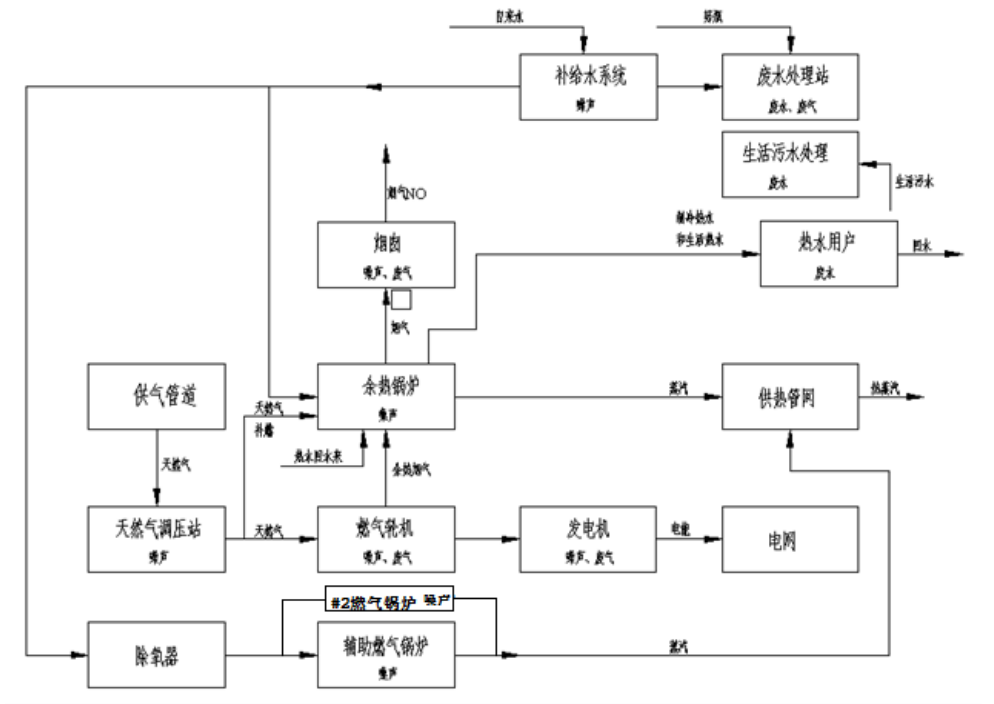 自来水
补给水系统
噪声
废水处理站
废水、废气
生活污水处理
废水
生活污水
烟气NO
烟囱
噪声、废气
制冷热水
和生活热水
热水用户
废水
回水
烟气
供气管道
余热锅炉
噪声
蒸汽
供热管网
热蒸汽
天然气
补燃
天然气
热水回水来
余热烟气
天然气调压站
噪声
天然气
燃气轮机
噪声、废气
发电机
噪声、废气
电能
电网
#2燃气锅炉 噪声
除氧器
辅助燃气锅炉
噪声
蒸汽